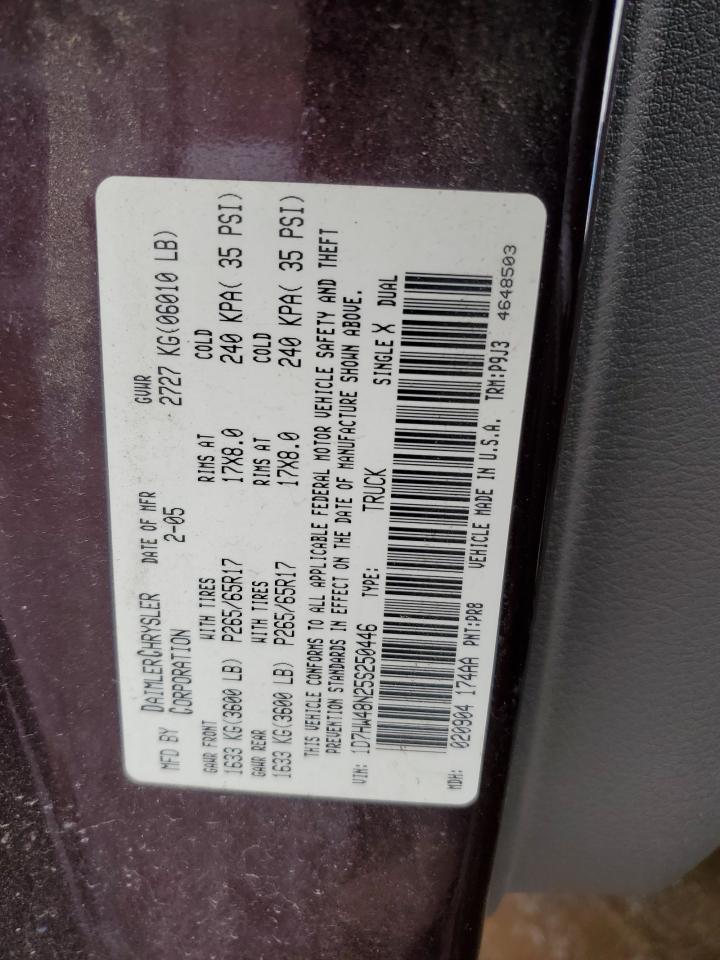 MFD BY DAIMLERCHRYSLER CORPORATION DATE OF MFR 2-05 GVWR 2727 KG(06010 LB)
GAWR FRONT WITH TIRES RIMS AT COLD
1633 KG(3600 LB) P265/65R17 17X8.0 240 KPA( 35 PSI)
GAWR REAR WITH TIRES RIMS AT COLD
1633 KG(3600 LB) P265/65R17 17X8.0 240 KPA( 35 PSI)
THIS VEHICLE CONFORMS TO ALL APPLICABLE FEDERAL MOTOR VEHICLE SAFETY AND THEFT
PREVENTION STANDARDS IN EFFECT ON THE DATE OF MANUFACTURE SHOWN ABOVE.
VIN: 1D7HW48N25S250446 TYPE: TRUCK SINGLE X DUAL
MDH: 020904 174AA PNT:PR8 VEHICLE MADE IN U.S.A. TRM:P9J3 4648503